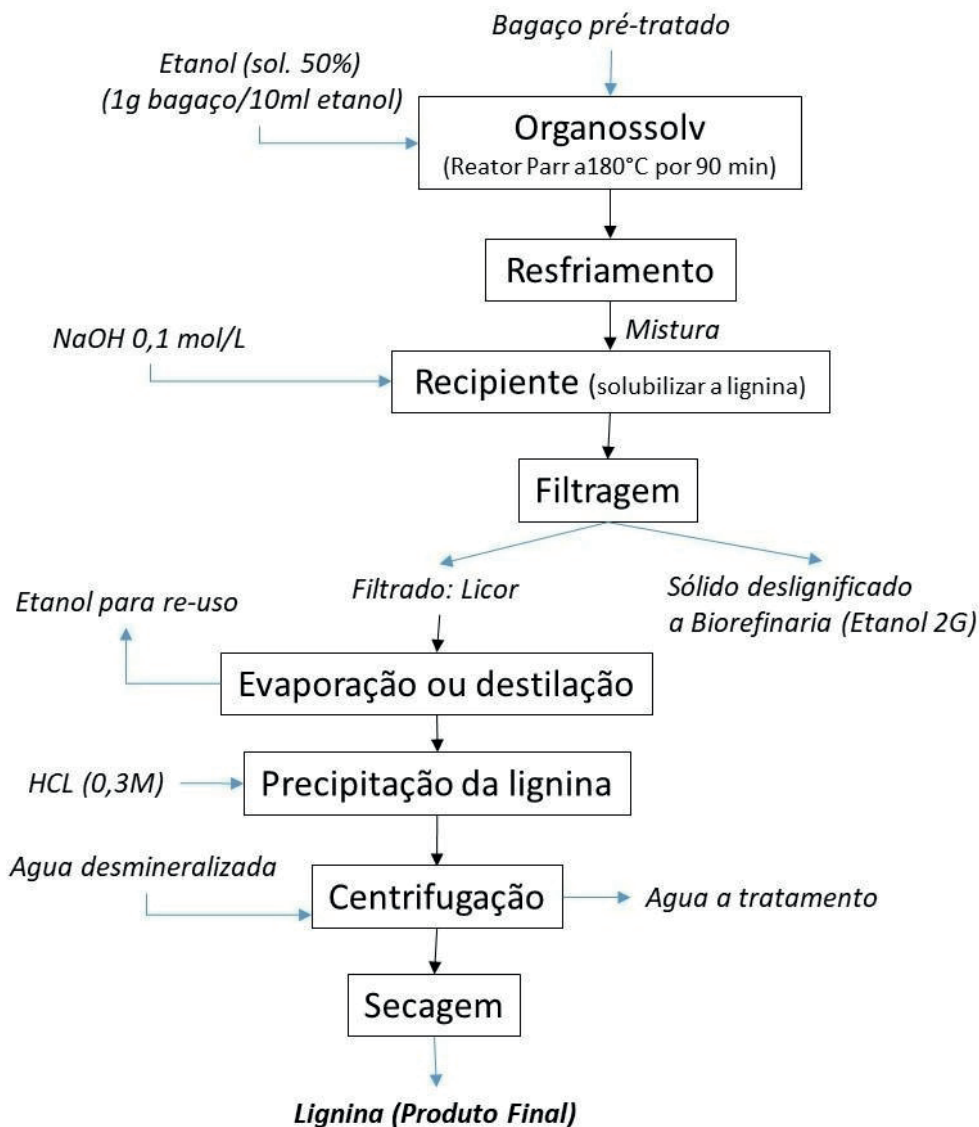 Bagaço pré-tratado
Etanol (sol. 50%)
(1g bagaço/10ml etanol)
Organossolv
(Reator Parr a180°C por 90 min)
Resfriamento
Mistura
NaOH 0,1 mol/L
Recipiente (solubilizar a lignina)
Filtragem
Filtrado: Licor
Sólido deslignificado
a Biorefinaria (Etanol 2G)
Etanol para re-uso
Evaporação ou destilação
HCL (0,3M)
Precipitação da lignina
Agua desmineralizada
Centrifugação
Agua a tratamento
Secagem
Lignina (Produto Final)